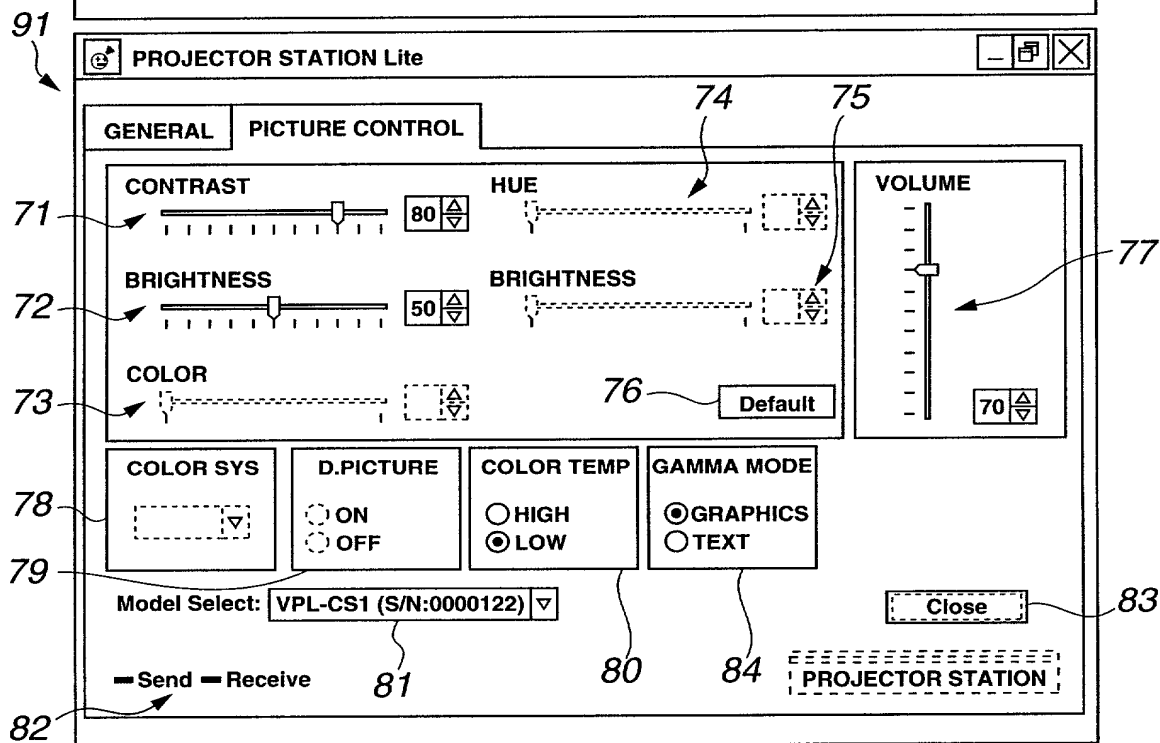 91
PROJECTOR STATION Lite
74
75
GENERAL
PICTURE CONTROL
CONTRAST
HUE
VOLUME
71
80
77
BRIGHTNESS
BRIGHTNESS
72
50
COLOR
73
76
Default
70
COLOR SYS
D.PICTURE
COLOR TEMP
GAMMA MODE
78
ON
HIGH
GRAPHICS
OFF
LOW
TEXT
79
Model Select: VPL-CS1 (S/N:0000122)
Close
83
80
84
81
Send Receive
PROJECTOR STATION
82